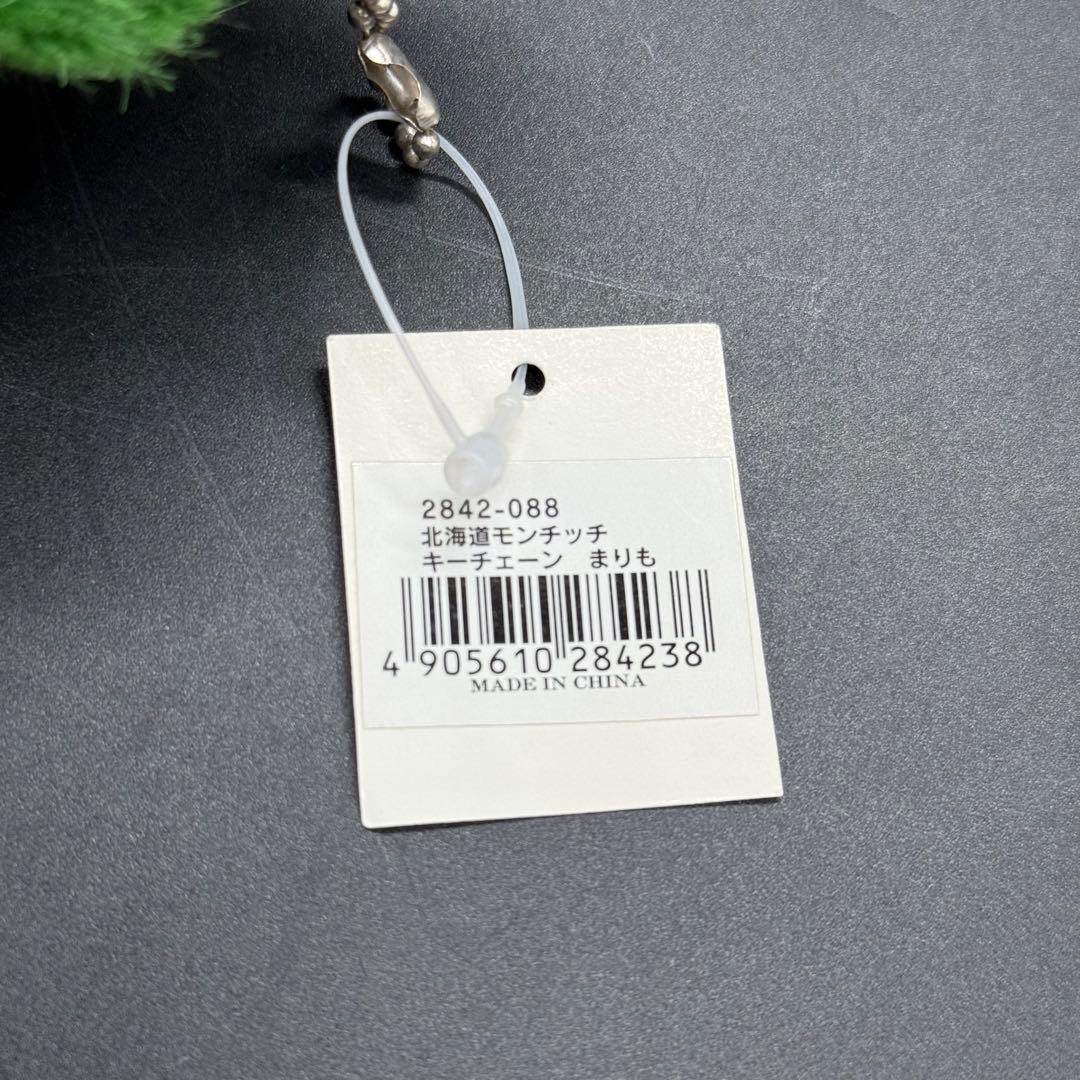 2842-088
北海道モンチッチ
キーチェーン　まりも
4 905610 284238
MADE IN CHINA